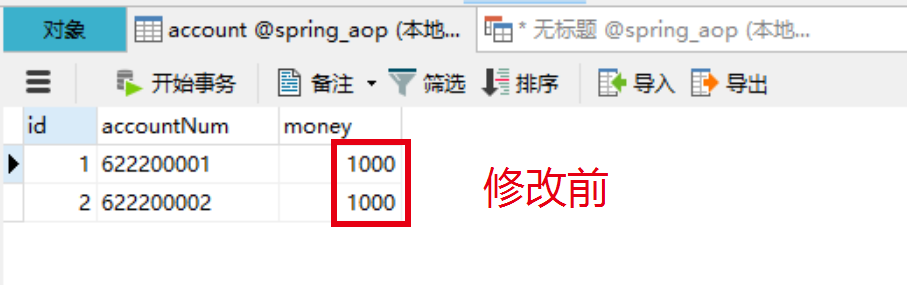 对象 account @spring_aop (本地... * 无标题 @spring_aop (本地...
开始事务 备注 筛选 排序 导入 导出
id accountNum money
1 622200001 1000
2 622200002 1000
修改前